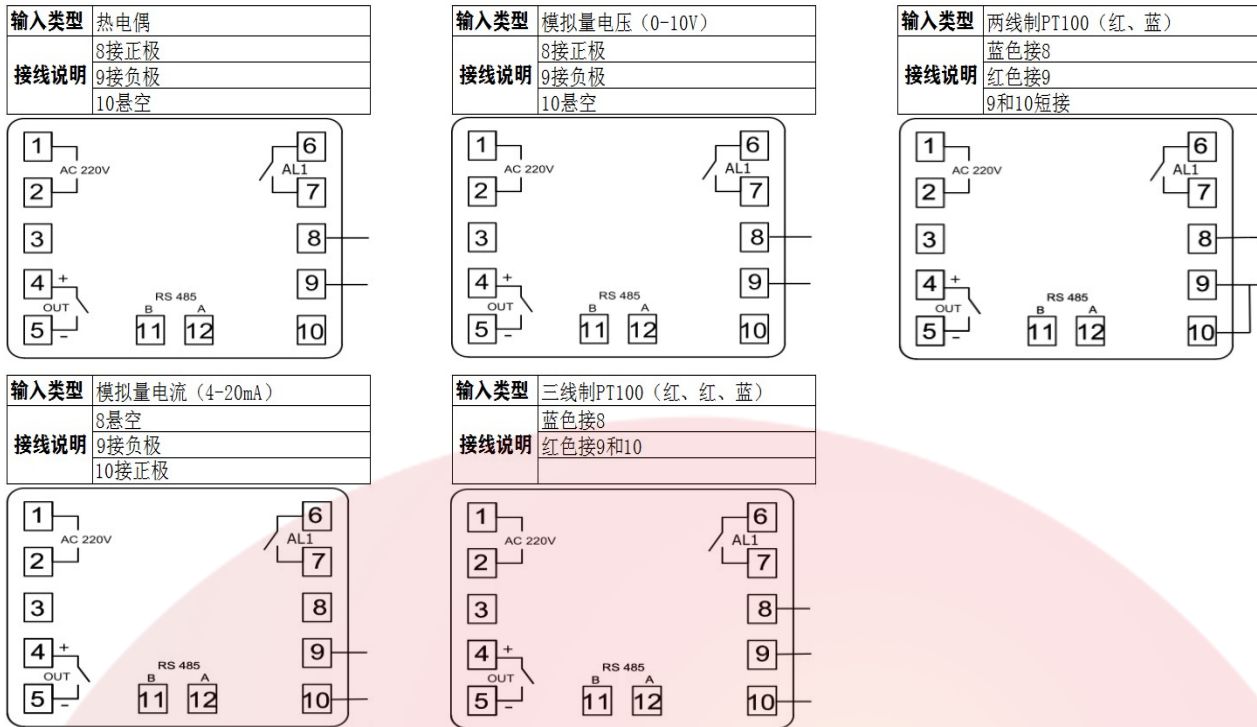 输入类型 热电偶
接线说明
8接正极
9接负极
10悬空
1 6
AC 220V AL1
2 7
3 8
4 + 9
OUT RS 485
B A
5 - 11 12 10
输入类型 模拟量电压（0-10V）
接线说明
8接正极
9接负极
10悬空
1 6
AC 220V AL1
2 7
3 8
4 + 9
OUT RS 485
B A
5 - 11 12 10
输入类型 两线制PT100（红、蓝）
接线说明
蓝色接8
红色接9
9和10短接
1 6
AC 220V AL1
2 7
3 8
4 + 9
OUT RS 485
B A
5 - 11 12 10
输入类型 模拟量电流（4-20mA）
接线说明
8悬空
9接负极
10接正极
1 6
AC 220V AL1
2 7
3 8
4 + 9
OUT RS 485
B A
5 - 11 12 10
输入类型 三线制PT100（红、红、蓝）
接线说明
蓝色接8
红色接9和10
1 6
AC 220V AL1
2 7
3 8
4 + 9
OUT RS 485
B A
5 - 11 12 10